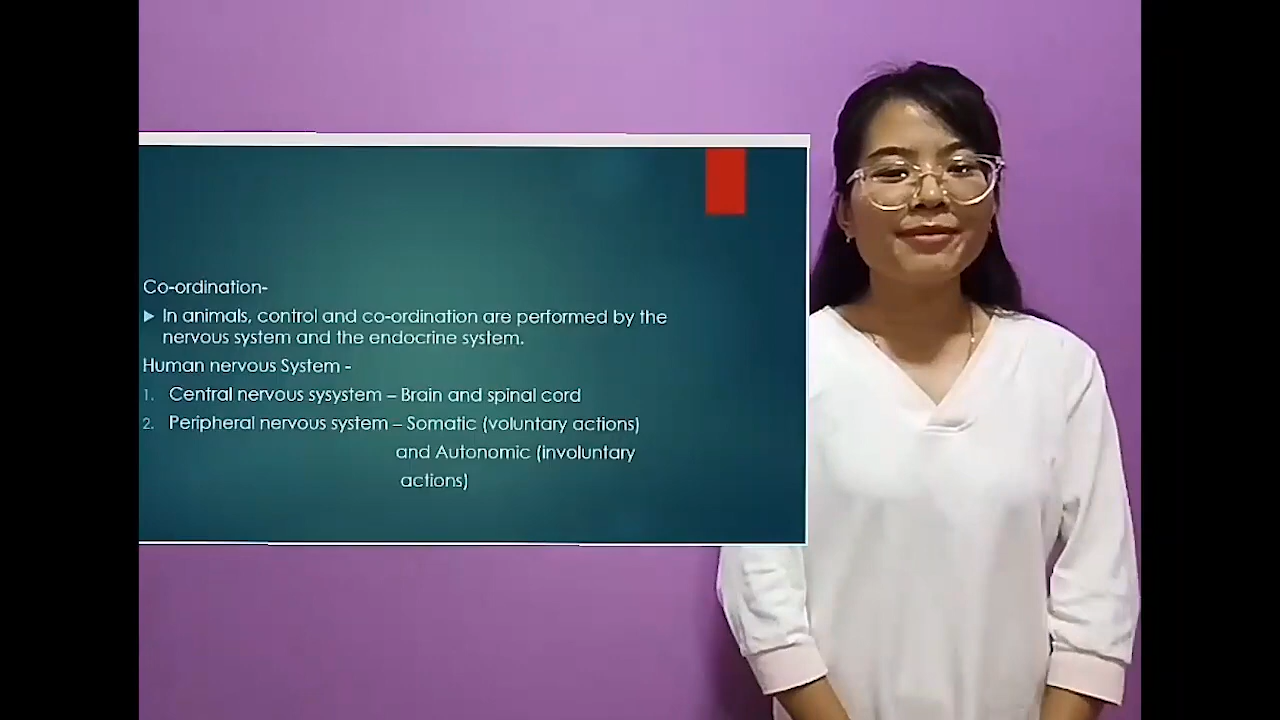 Co-ordination-
In animals, control and co-ordination are performed by the
nervous system and the endocrine system.
Human nervous System -
1. Central nervous sysystem – Brain and spinal cord
2. Peripheral nervous system – Somatic (voluntary actions)
and Autonomic (involuntary
actions)